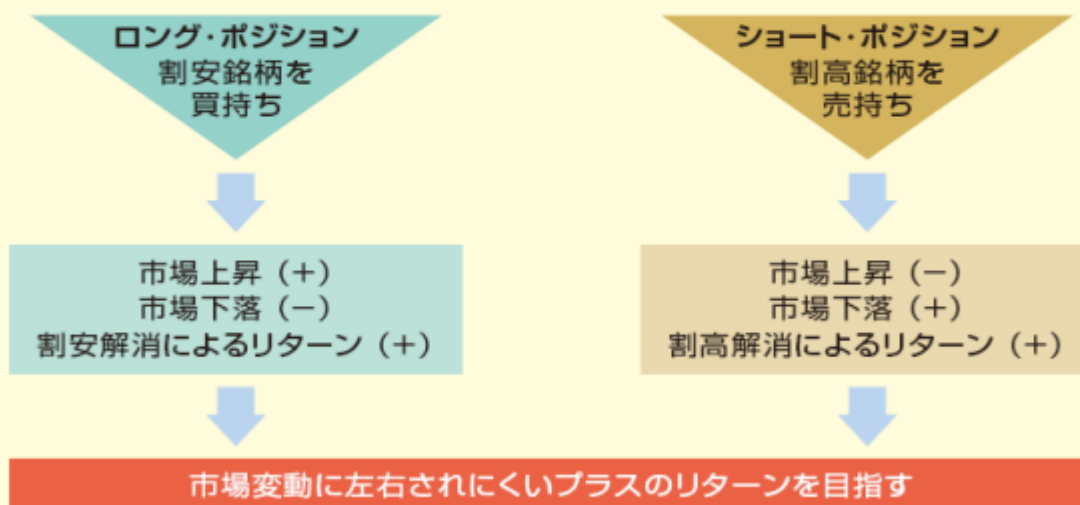 ロング・ポジション
割安銘柄を
買持ち
ショート・ポジション
割高銘柄を
売持ち
市場上昇（+）
市場下落（−）
割安解消によるリターン（+）
市場上昇（−）
市場下落（+）
割高解消によるリターン（+）
市場変動に左右されにくいプラスのリターンを目指す